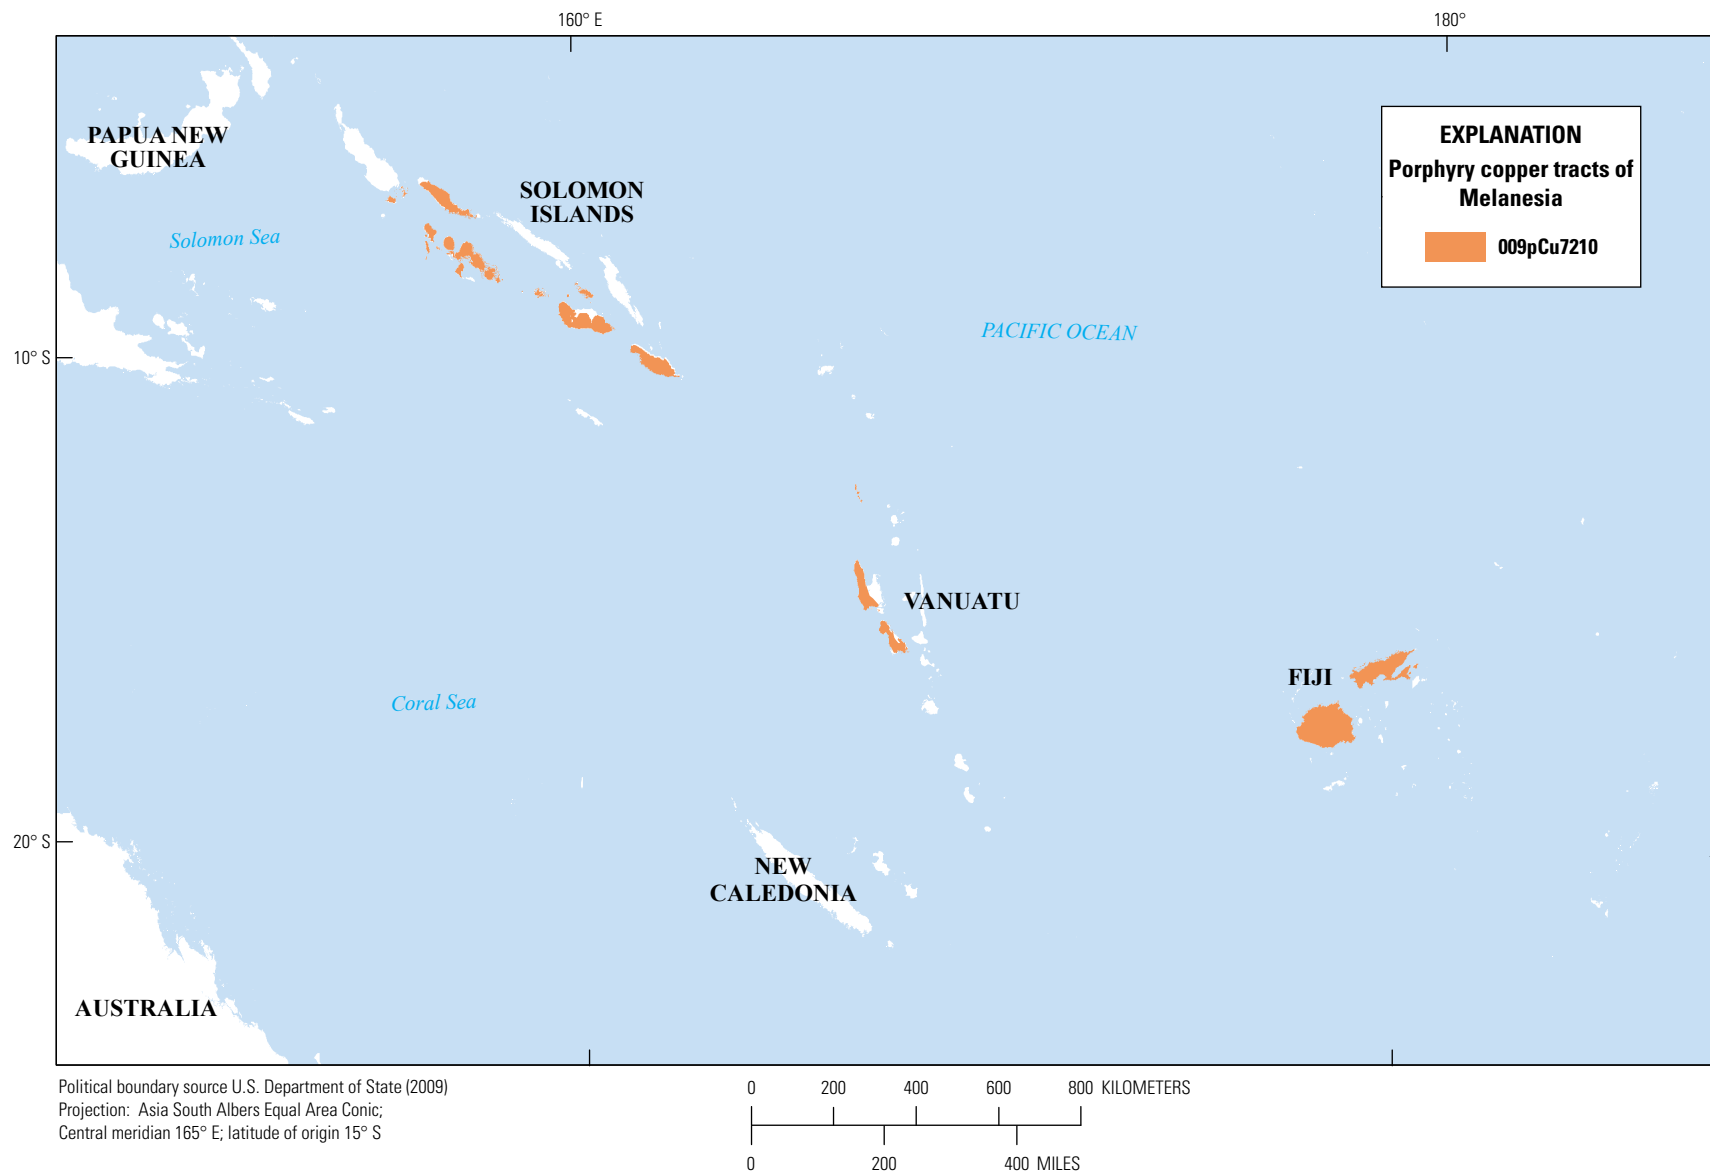 160° E
180°
EXPLANATION
Porphyry copper tracts of
Melanesia
009pCu7210
PAPUA NEW
GUINEA
SOLOMON
ISLANDS
Solomon Sea
PACIFIC OCEAN
10° S
VANUATU
FIJI
Coral Sea
20° S
NEW
CALEDONIA
AUSTRALIA
Political boundary source U.S. Department of State (2009)
Projection: Asia South Albers Equal Area Conic;
Central meridian 165° E; latitude of origin 15° S
0 200 400 600 800 KILOMETERS
0 200 400 MILES